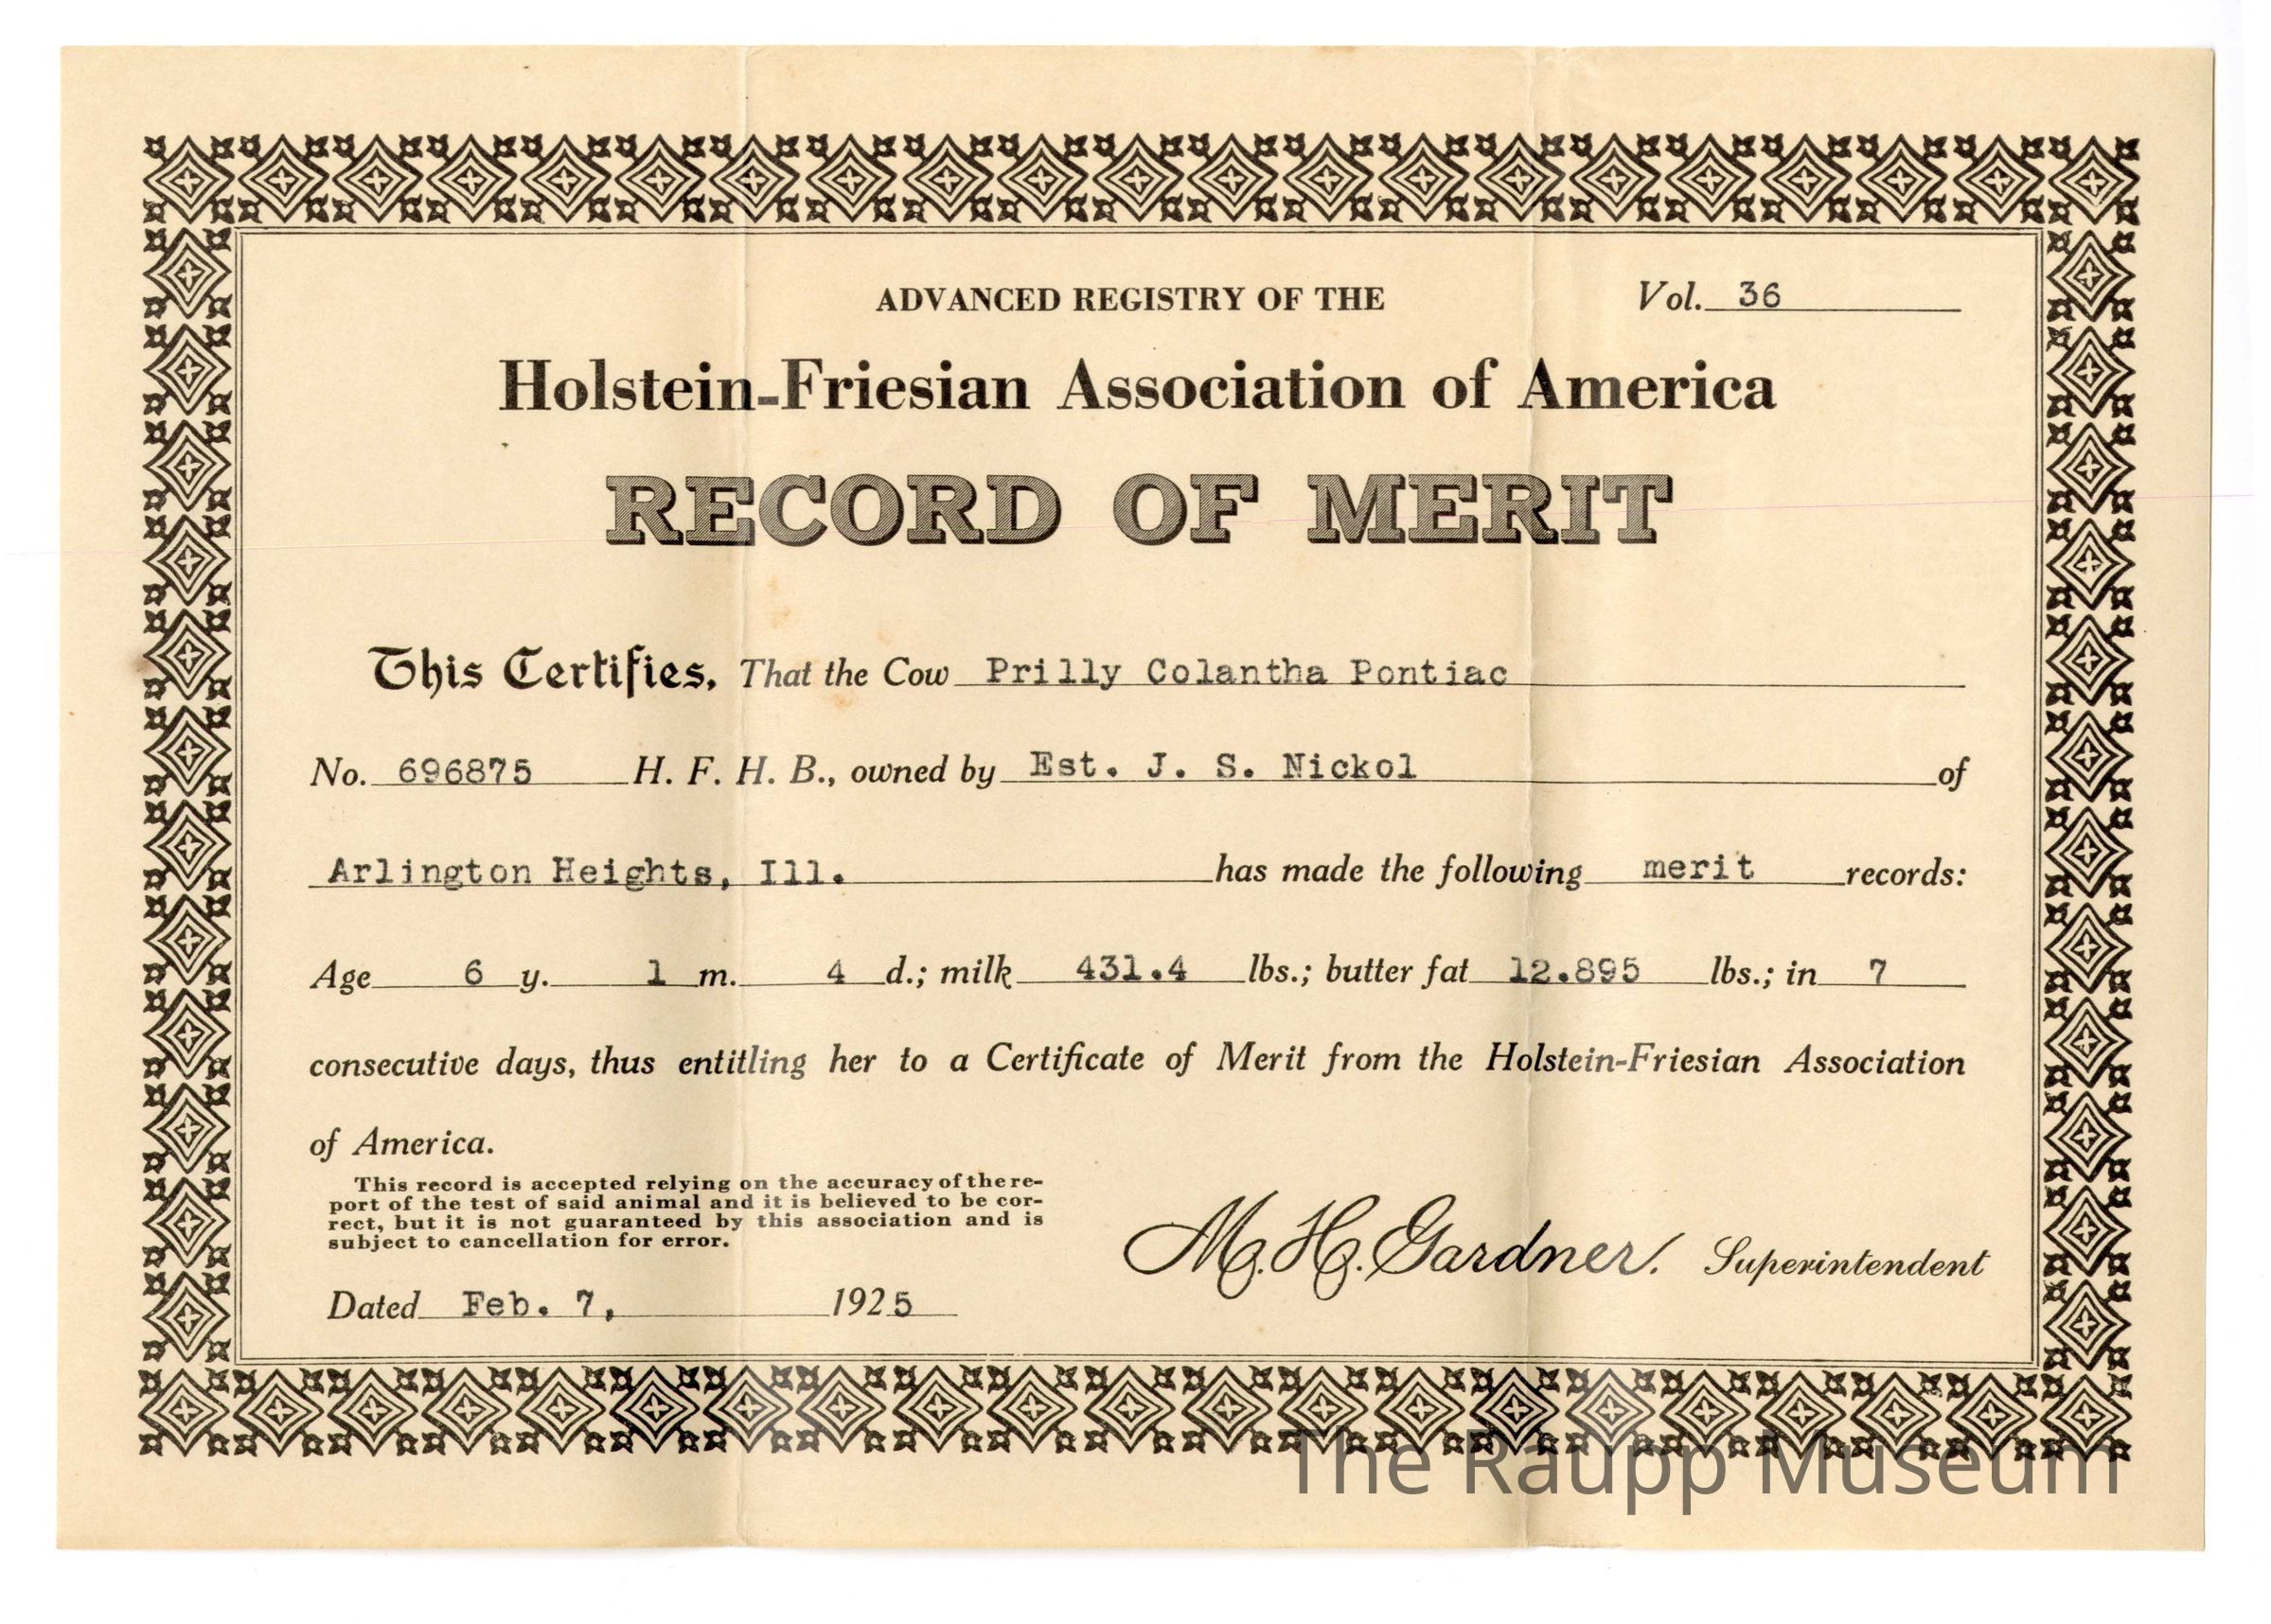 ADVANCED REGISTRY OF THE
Vol. 36
Holstein-Friesian Association of America
RECORD OF MERIT
This Certifies, That the Cow Prilly Colantha Pontiac
No. 696875 H. F. H. B., owned by Est. J. S. Nickol of
Arlington Heights, Ill. has made the following merit records:
Age 6 y. 1 m. 4 d.; milk 431.4 lbs.; butter fat 12.895 lbs.; in 7
consecutive days, thus entitling her to a Certificate of Merit from the Holstein-Friesian Association
of America.
This record is accepted relying on the accuracy of the re-
port of the test of said animal and it is believed to be cor-
rect, but it is not guaranteed by this association and is
subject to cancellation for error.
M. H. Gardner. Superintendent
Dated Feb. 7, 1925
The Raupp Museum